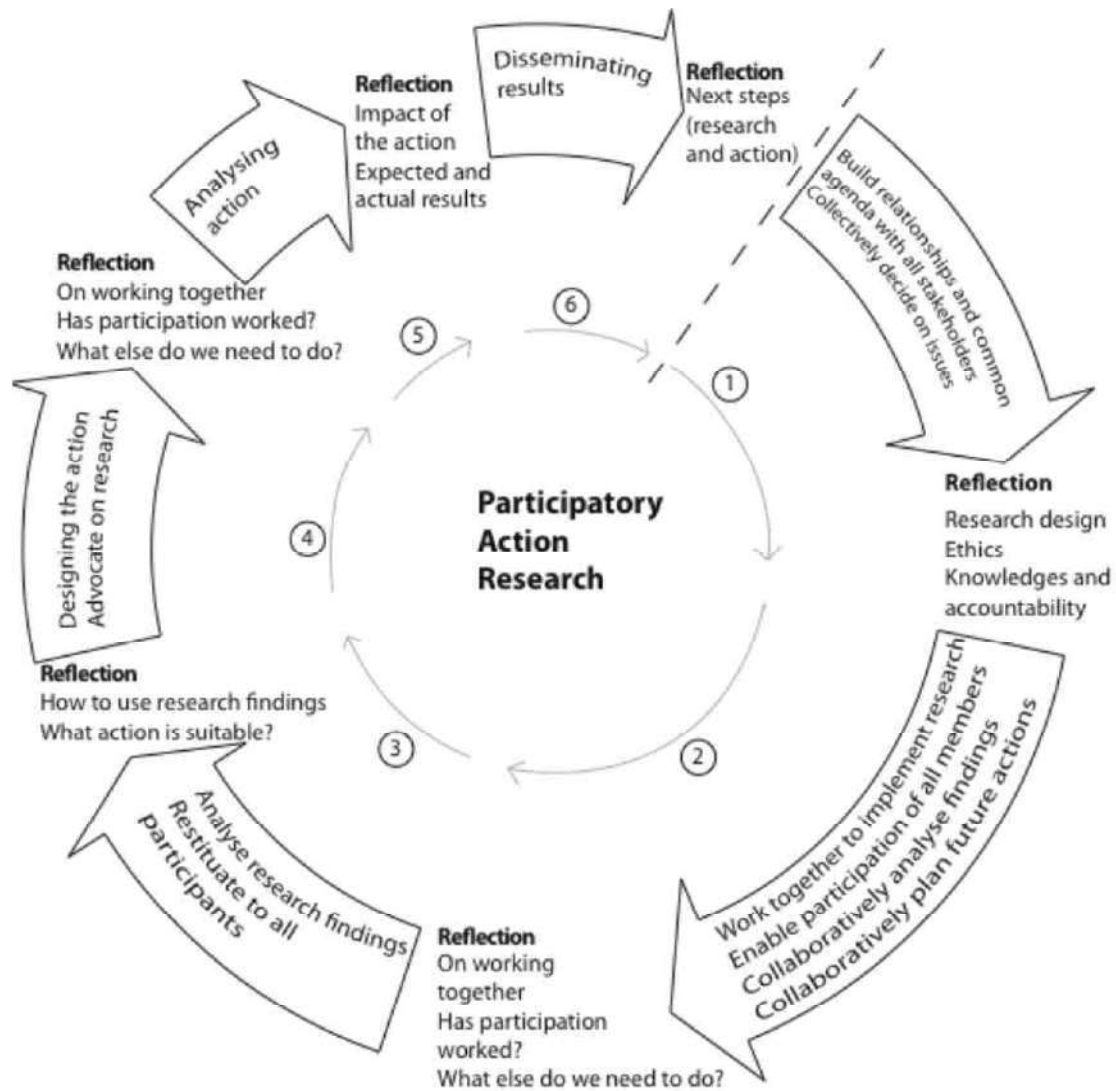 Participatory
Action
Research
1
Build relationships and common
agenda with all stakeholders
Collectively decide on issues
Reflection
Research design
Ethics
Knowledges and
accountability
2
Work together to implement research
Enable participation of all members
Collaboratively analyse findings
Collaboratively plan future actions
Reflection
On working
together
Has participation
worked?
What else do we need to do?
3
Analyse research findings
Restituate to all
participants
Reflection
How to use research findings
What action is suitable?
4
Designing the action
Advocate on research
Reflection
On working together
Has participation worked?
What else do we need to do?
5
Analysing
action
Reflection
Impact of
the action
Expected and
actual results
6
Disseminating
results
Reflection
Next steps
(research
and action)